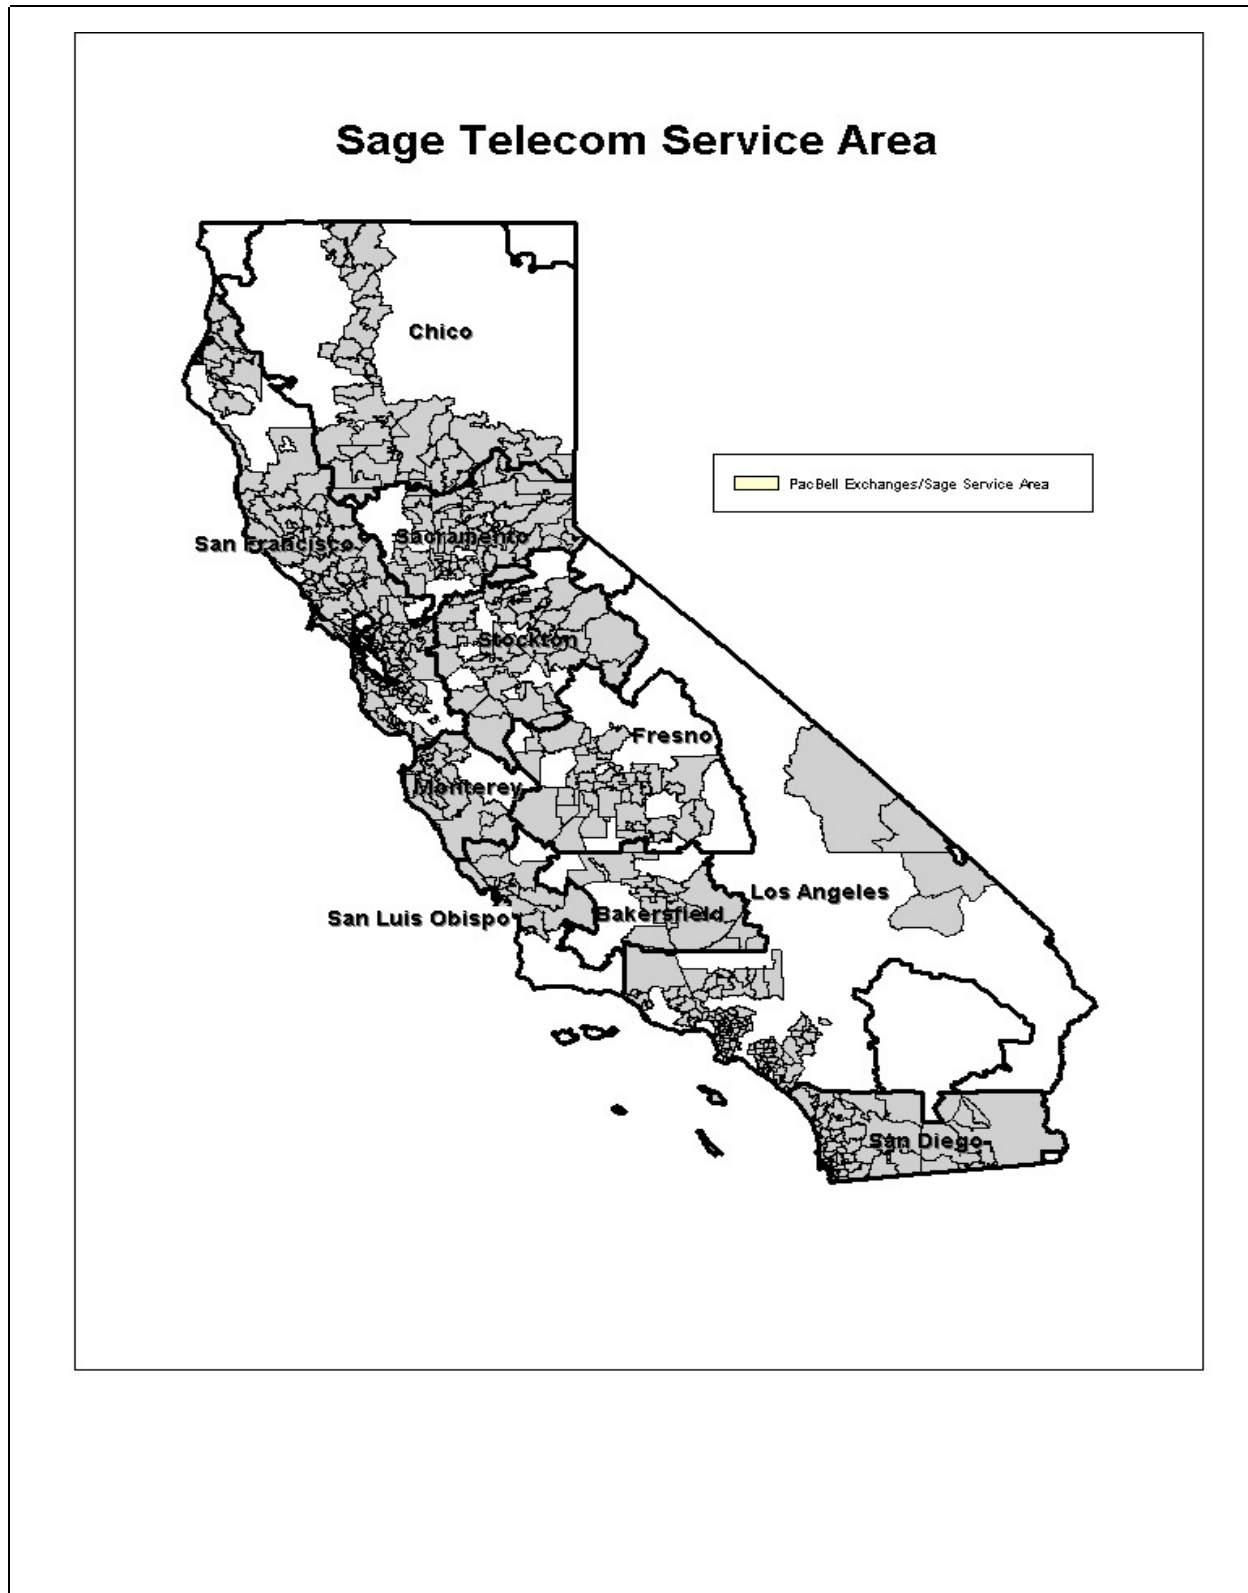 Sage Telecom Service Area
Chico
PacBell Exchanges/Sage Service Area
San Francisco
Sacramento
Stockton
Fresno
Monterey
Los Angeles
San Luis Obispo
Bakersfield
San Diego